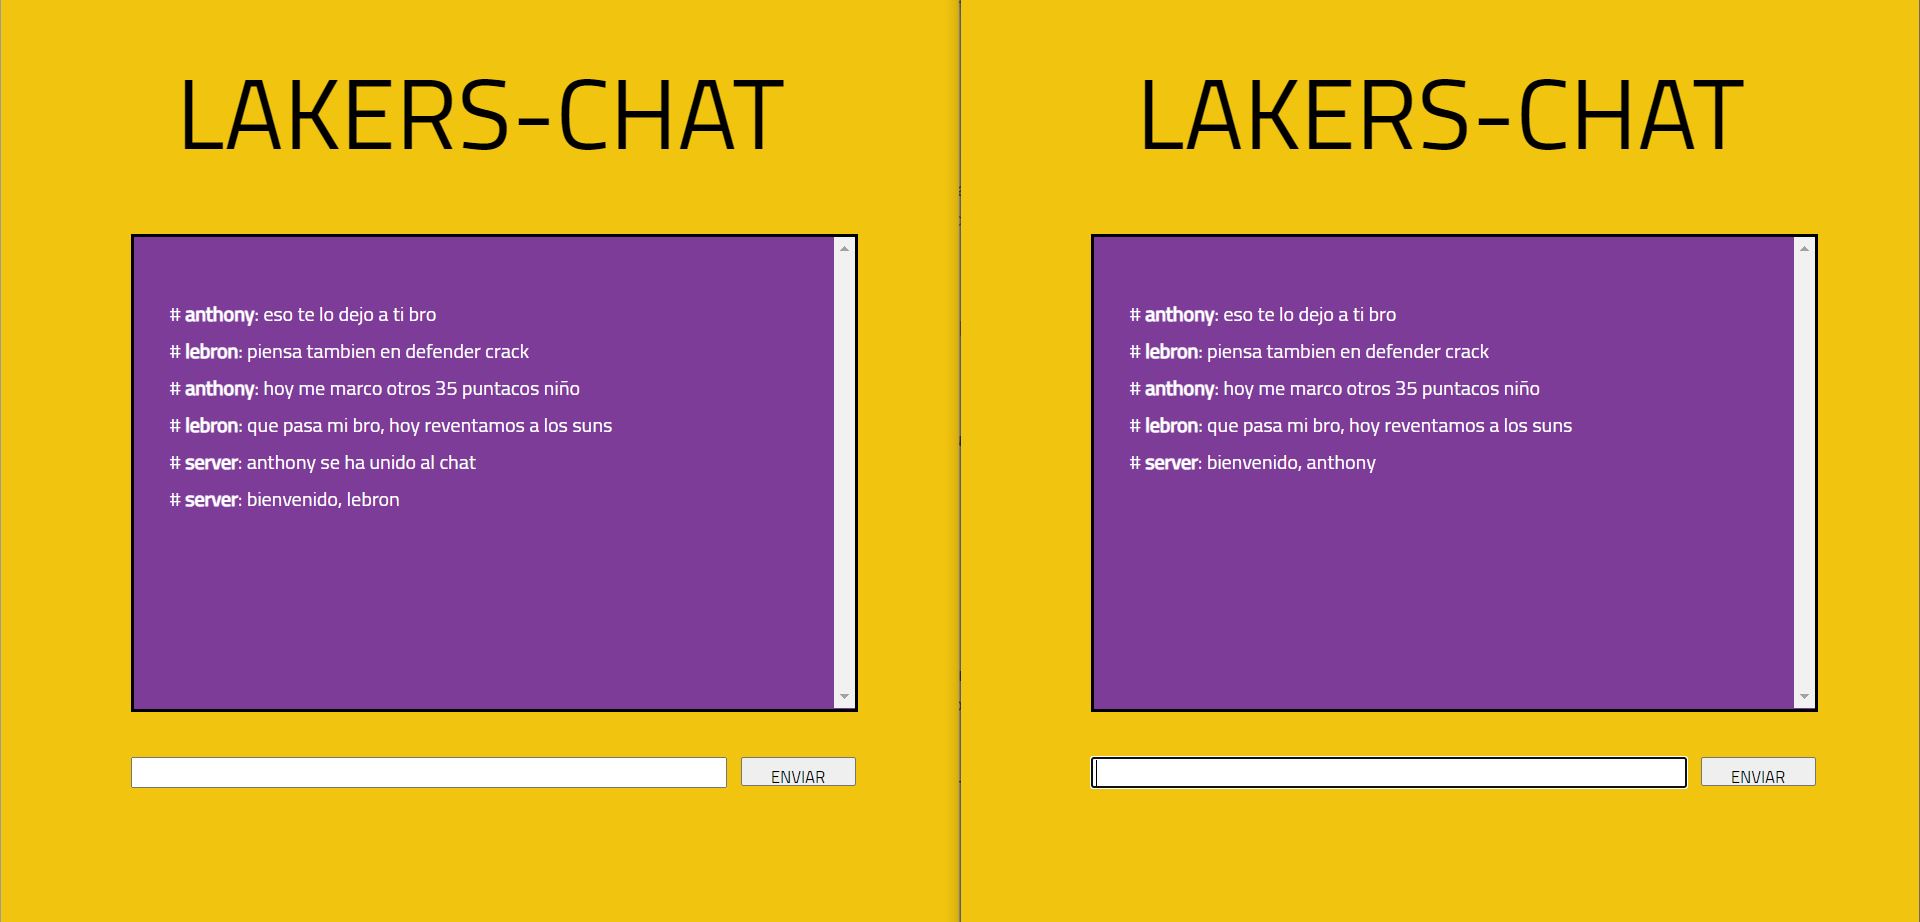 LAKERS-CHAT
# anthony: eso te lo dejo a ti bro
# lebron: piensa tambien en defender crack
# anthony: hoy me marco otros 35 puntacos niño
# lebron: que pasa mi bro, hoy reventamos a los suns
# server: anthony se ha unido al chat
# server: bienvenido, lebron
ENVIAR
LAKERS-CHAT
# anthony: eso te lo dejo a ti bro
# lebron: piensa tambien en defender crack
# anthony: hoy me marco otros 35 puntacos niño
# lebron: que pasa mi bro, hoy reventamos a los suns
# server: bienvenido, anthony
ENVIAR